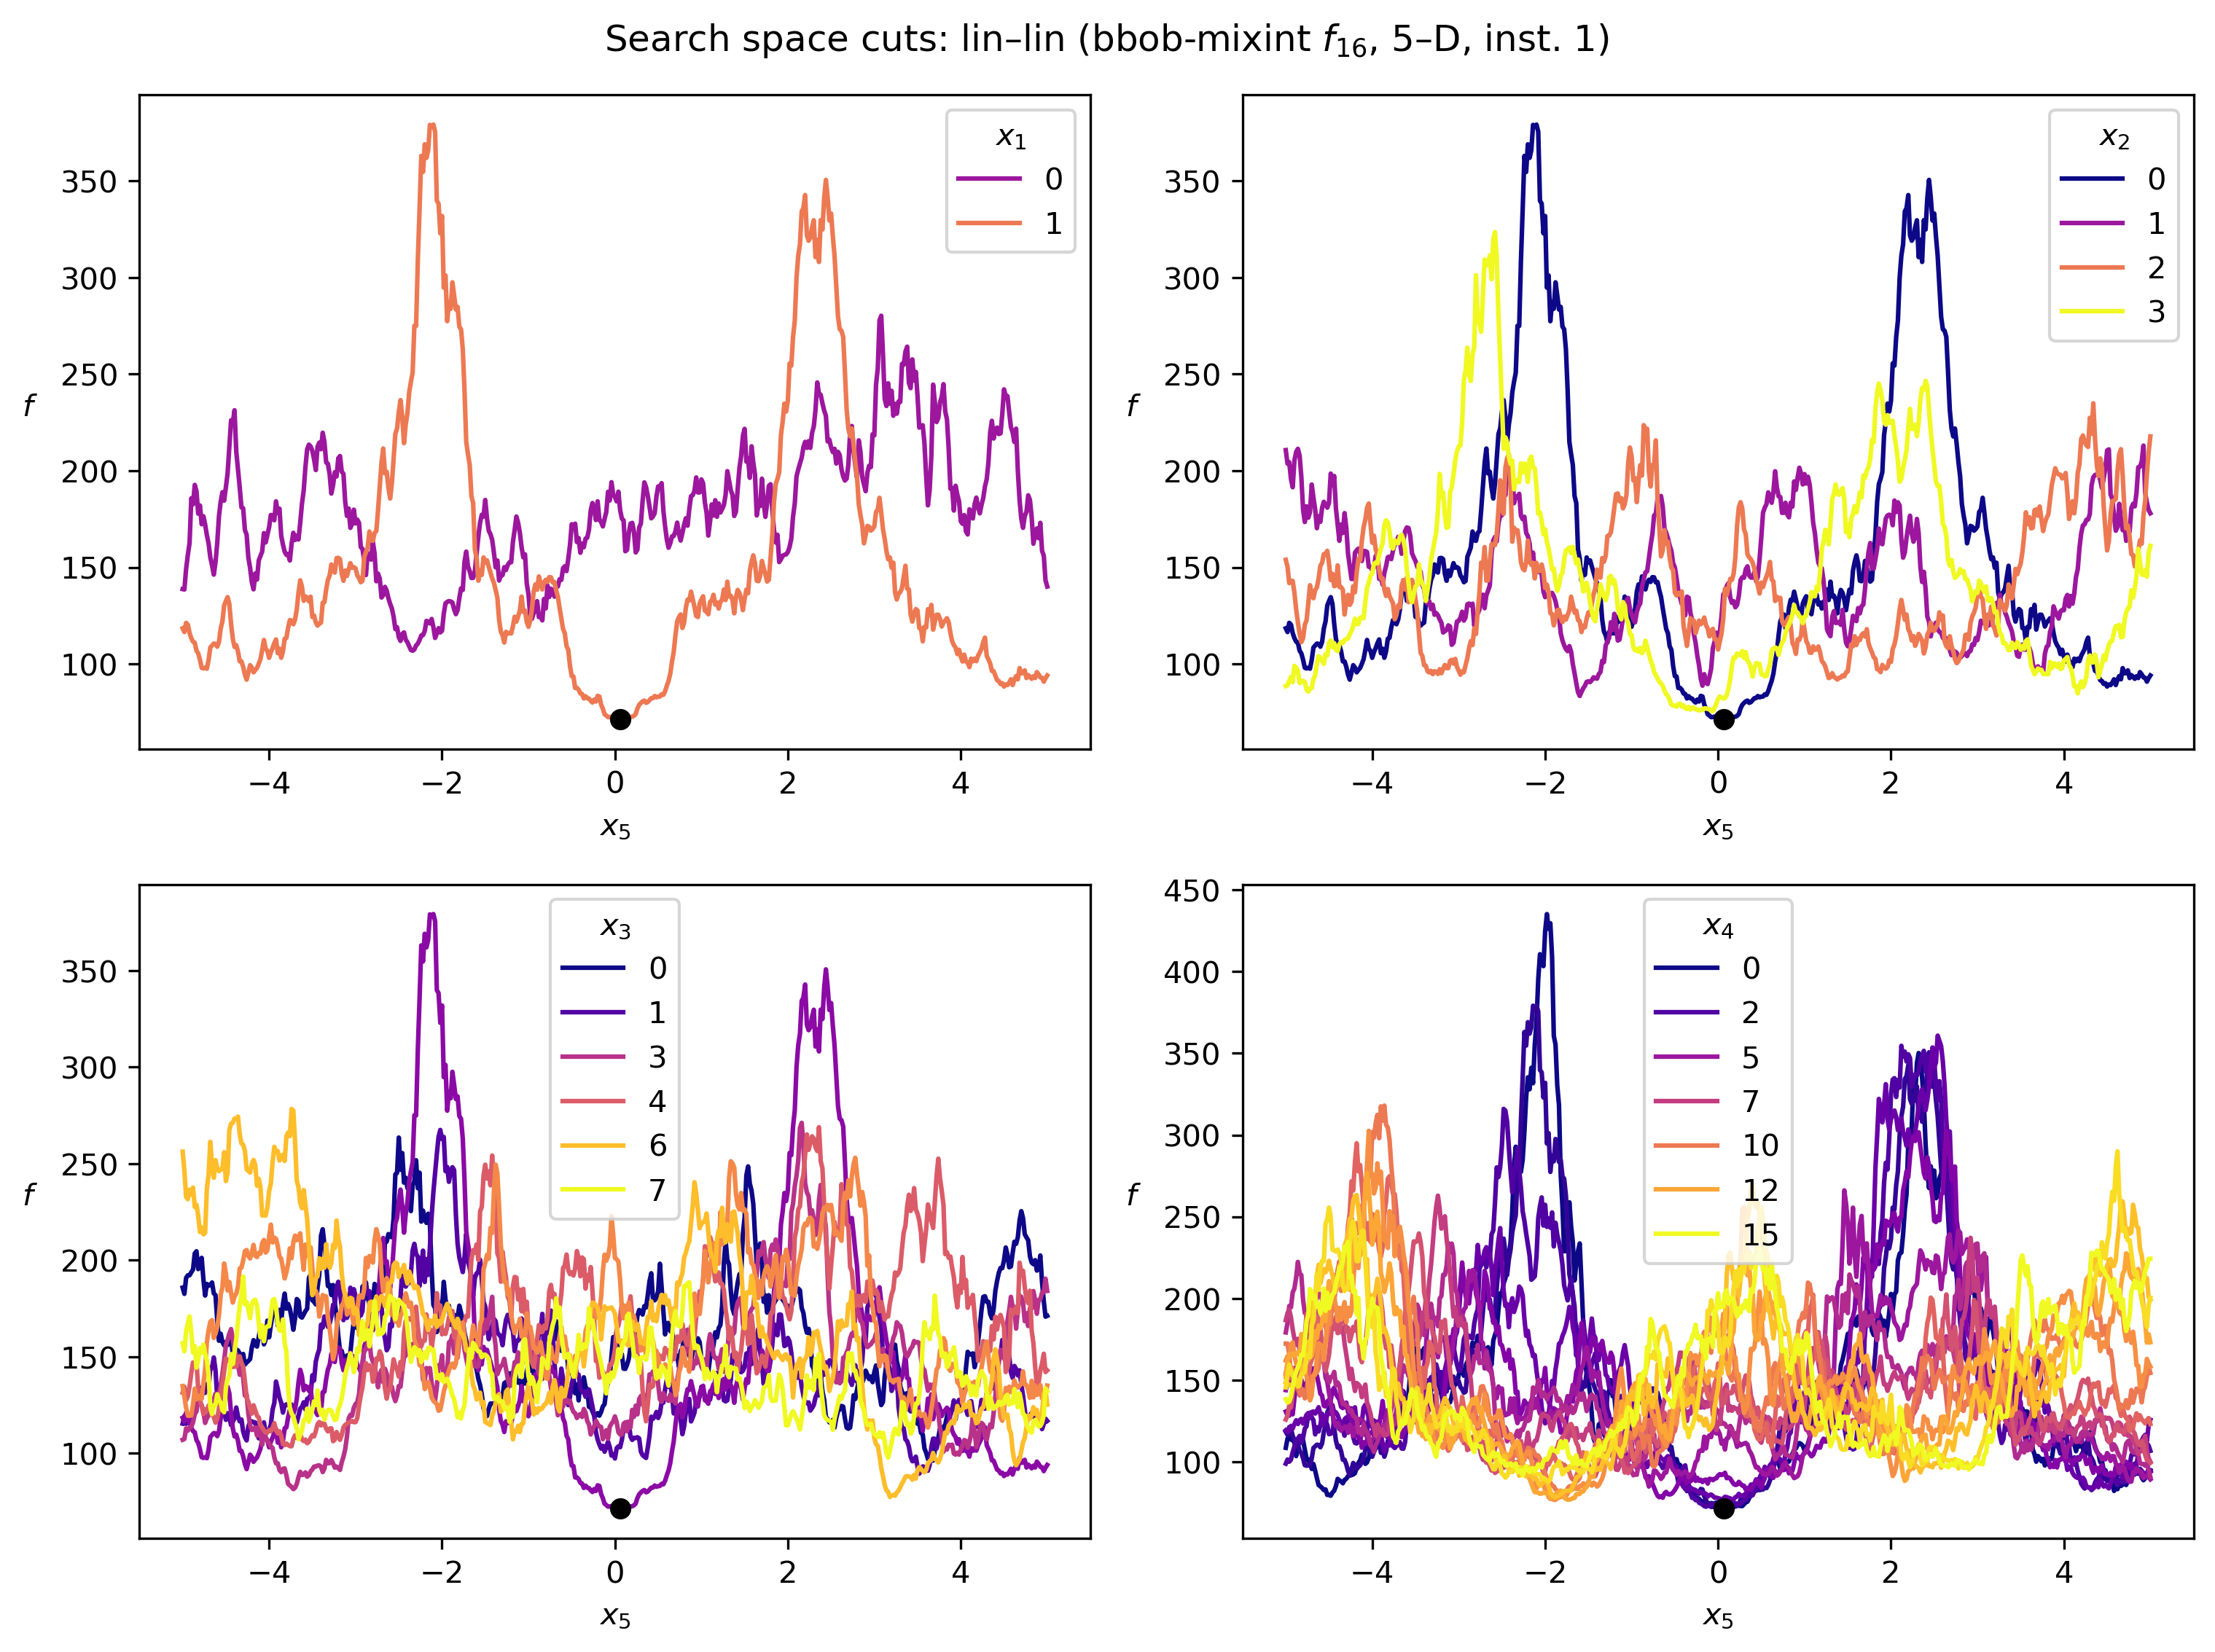 Search space cuts: lin–lin (bbob-mixint f₁₆, 5–D, inst. 1)
x₁
0
1
350
300
250
200
150
100
f
−4 −2 0 2 4
x₅
x₂
0
1
2
3
350
300
250
200
150
100
f
−4 −2 0 2 4
x₅
x₃
0
1
3
4
6
7
350
300
250
200
150
100
f
−4 −2 0 2 4
x₅
x₄
0
2
5
7
10
12
15
450
400
350
300
250
200
150
100
f
−4 −2 0 2 4
x₅